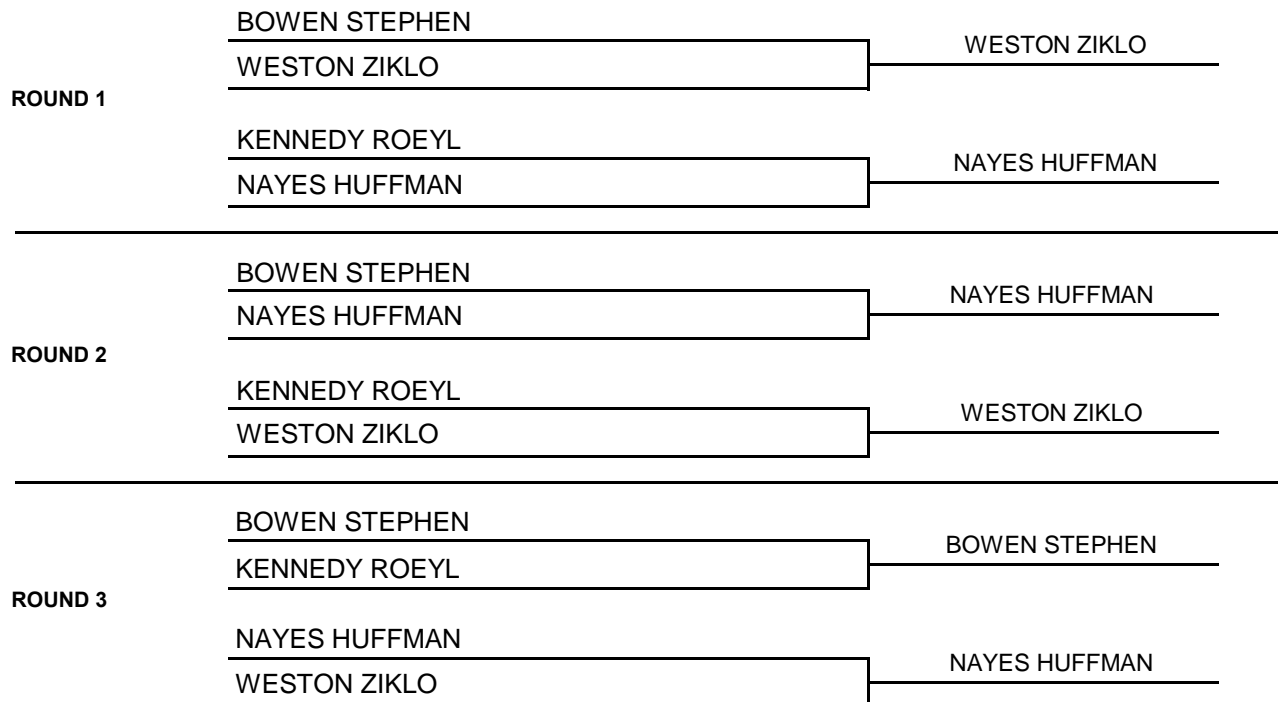 BOWEN STEPHEN
WESTON ZIKLO
WESTON ZIKLO
ROUND 1
KENNEDY ROEYL
NAYES HUFFMAN
NAYES HUFFMAN
BOWEN STEPHEN
NAYES HUFFMAN
NAYES HUFFMAN
ROUND 2
KENNEDY ROEYL
WESTON ZIKLO
WESTON ZIKLO
BOWEN STEPHEN
BOWEN STEPHEN
KENNEDY ROEYL
ROUND 3
NAYES HUFFMAN
NAYES HUFFMAN
WESTON ZIKLO